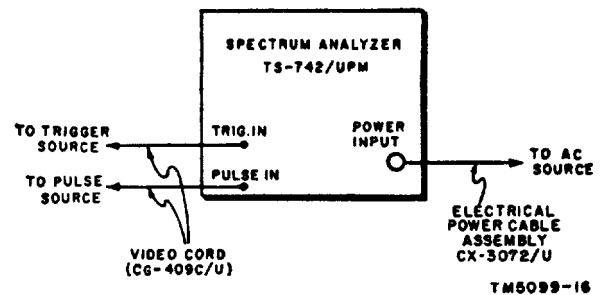 SPECTRUM ANALYZER
TS-742/UPM
TO TRIGGER
SOURCE
TRIG.IN
POWER
INPUT
TO AC
SOURCE
TO PULSE
SOURCE
PULSE IN
VIDEO CORD
(CG-409C/U)
ELECTRICAL
POWER CABLE
ASSEMBLY
CX-3072/U
TM5099-16